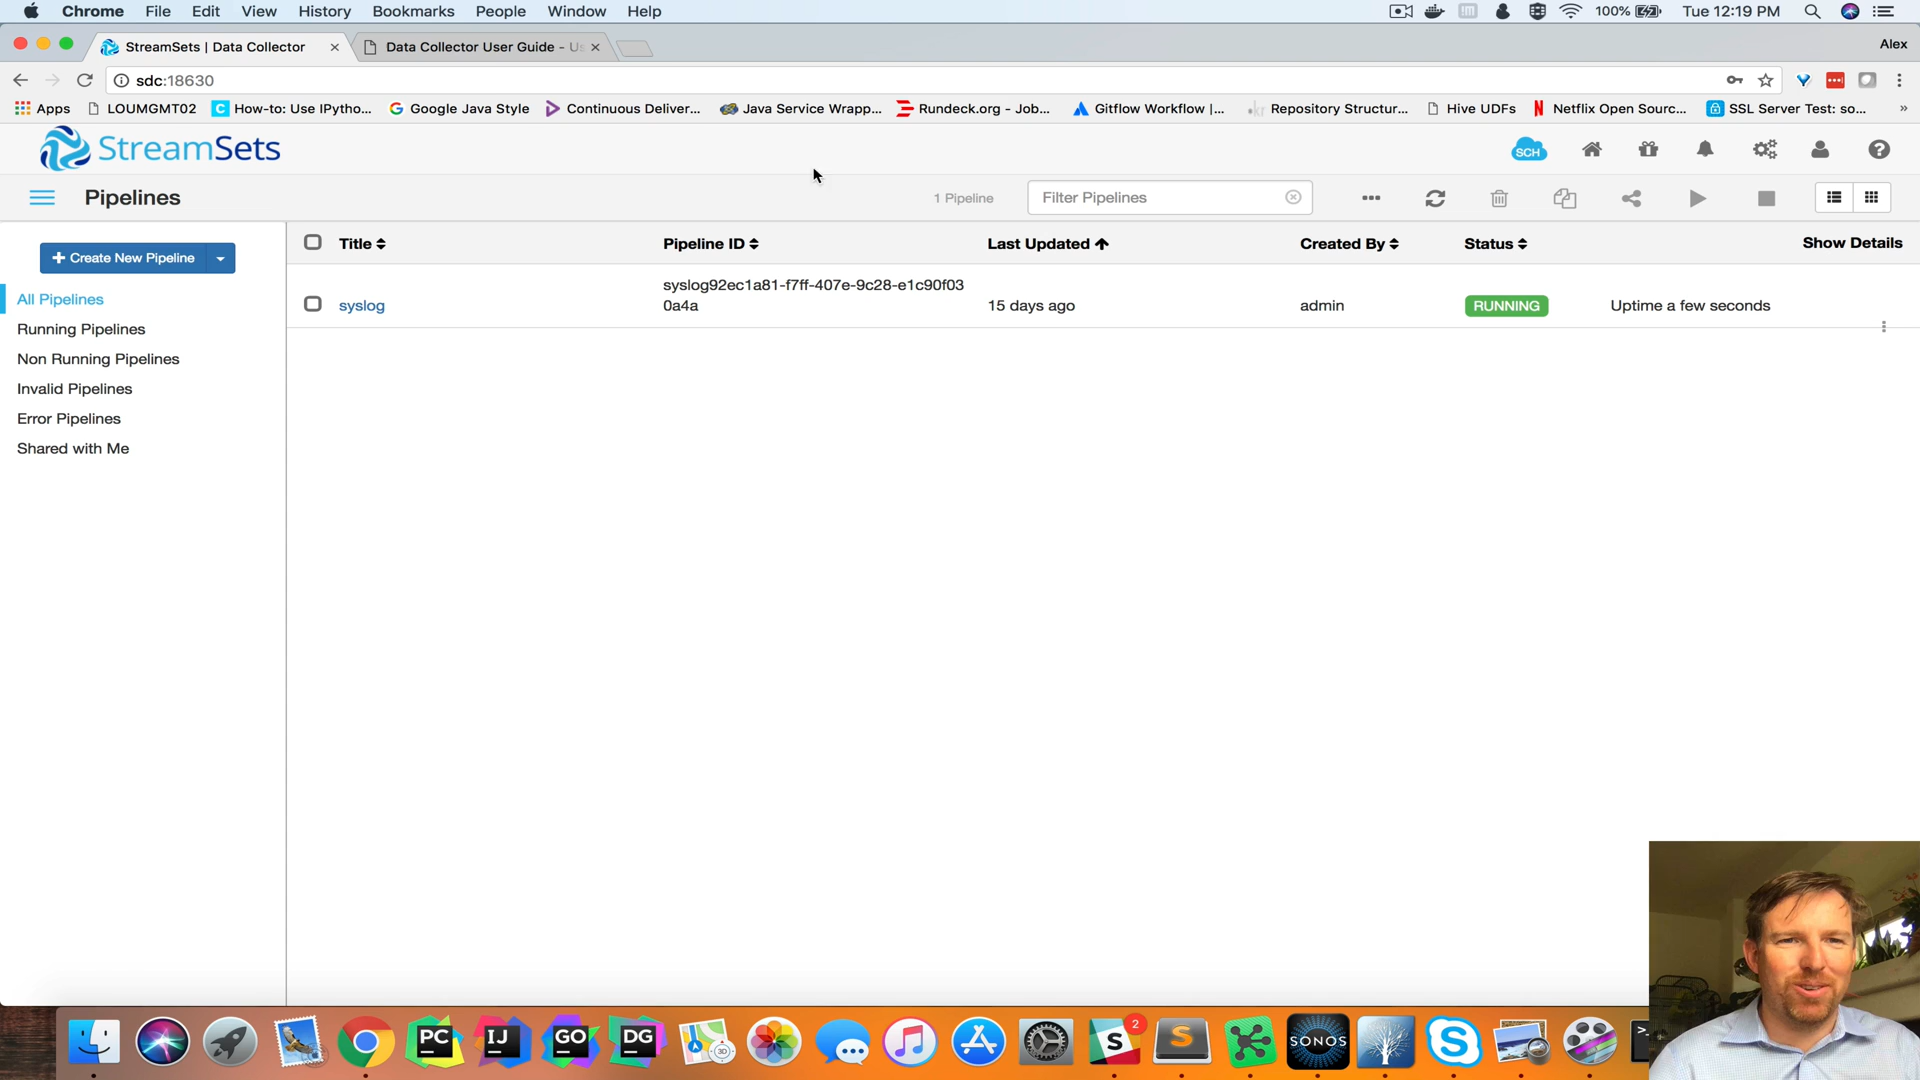 Chrome File Edit View History Bookmarks People Window Help 100% Tue 12:19 PM
StreamSets | Data Collector Data Collector User Guide - Us Alex
sdc:18630
Apps LOUMGMT02 How-to: Use IPytho... Google Java Style Continuous Deliver... Java Service Wrapp... Rundeck.org - Job... Gitflow Workflow |... Repository Structur... Hive UDFs Netflix Open Sourc... SSL Server Test: so... »
StreamSets SCH
Pipelines 1 Pipeline Filter Pipelines
Create New Pipeline
Title Pipeline ID Last Updated Created By Status Show Details
syslog syslog92ec1a81-f7ff-407e-9c28-e1c90f03
0a4a 15 days ago admin RUNNING Uptime a few seconds
All Pipelines
Running Pipelines
Non Running Pipelines
Invalid Pipelines
Error Pipelines
Shared with Me
PC IJ GO DG 3D S 2 S SONOS S >_